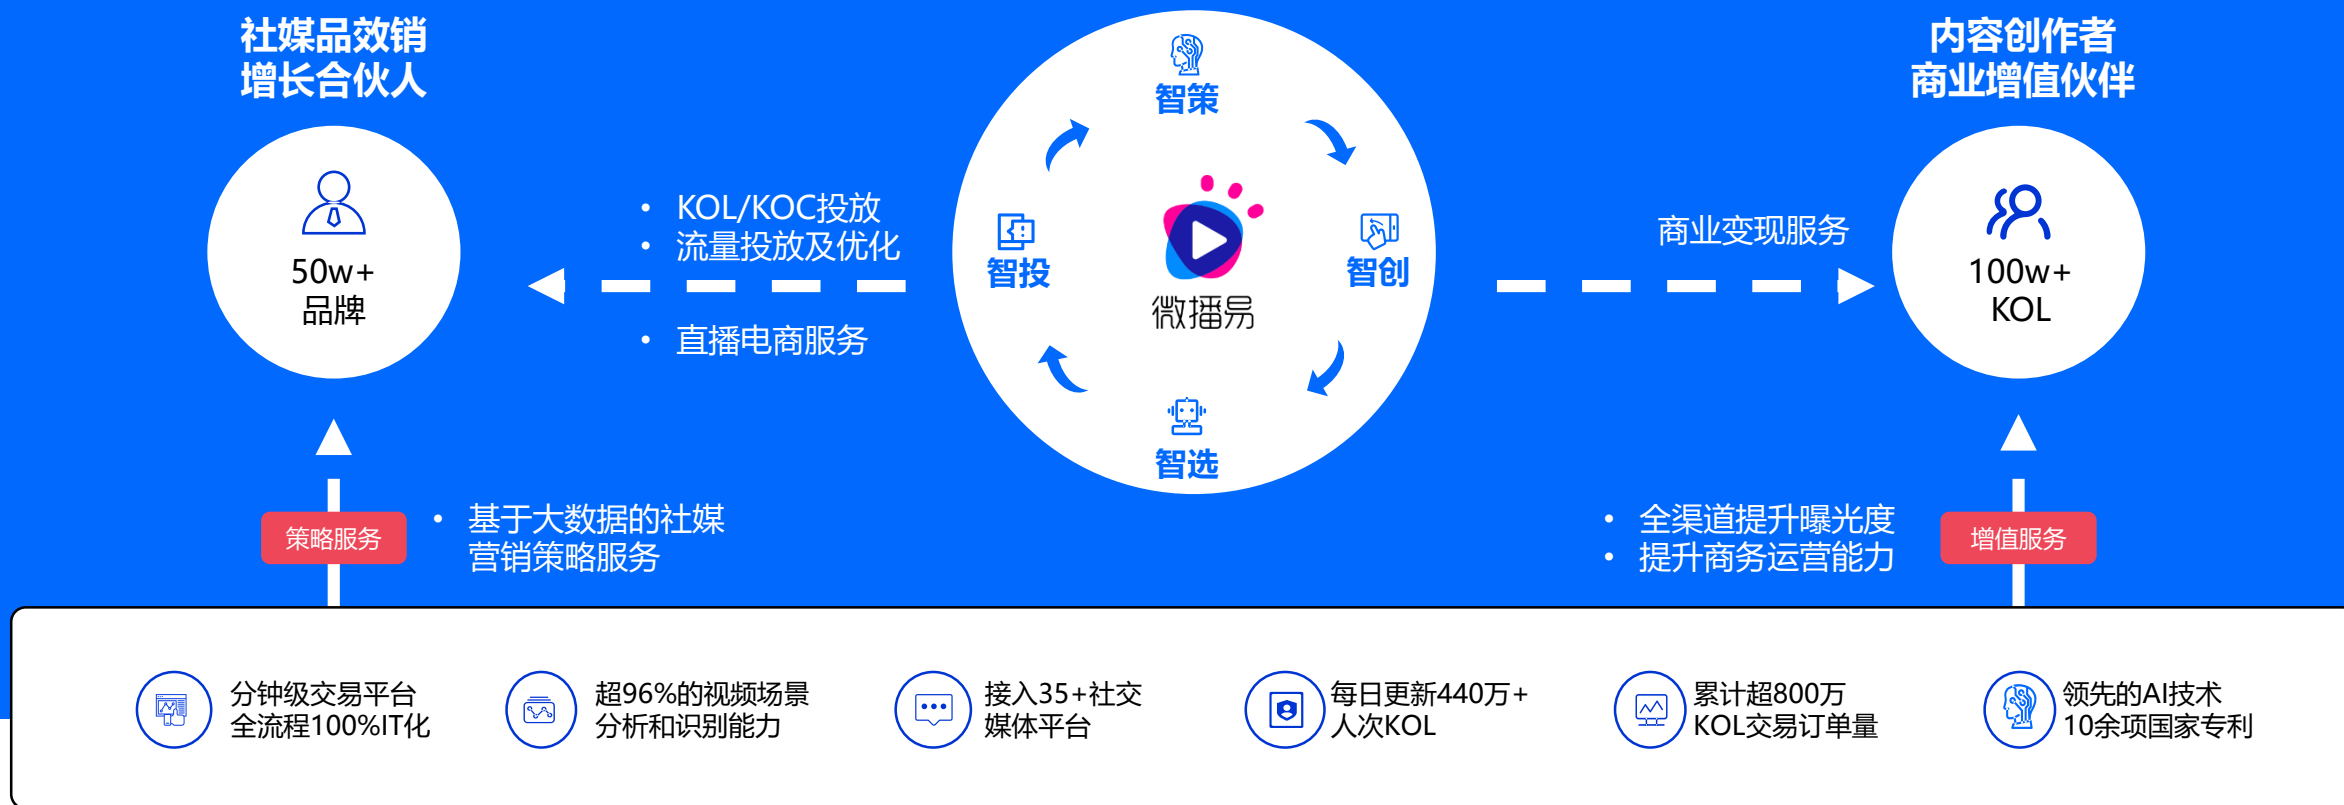 社媒品效销
增长合伙人
50w+
品牌
• KOL/KOC投放
• 流量投放及优化
• 直播电商服务
智策
智投
智创
微播易
智选
商业变现服务
内容创作者
商业增值伙伴
100w+
KOL
策略服务
• 基于大数据的社媒
营销策略服务
• 全渠道提升曝光度
• 提升商务运营能力
增值服务
分钟级交易平台
全流程100%IT化
超96%的视频场景
分析和识别能力
接入35+社交
媒体平台
每日更新440万+
人次KOL
累计超800万
KOL交易订单量
领先的AI技术
10余项国家专利